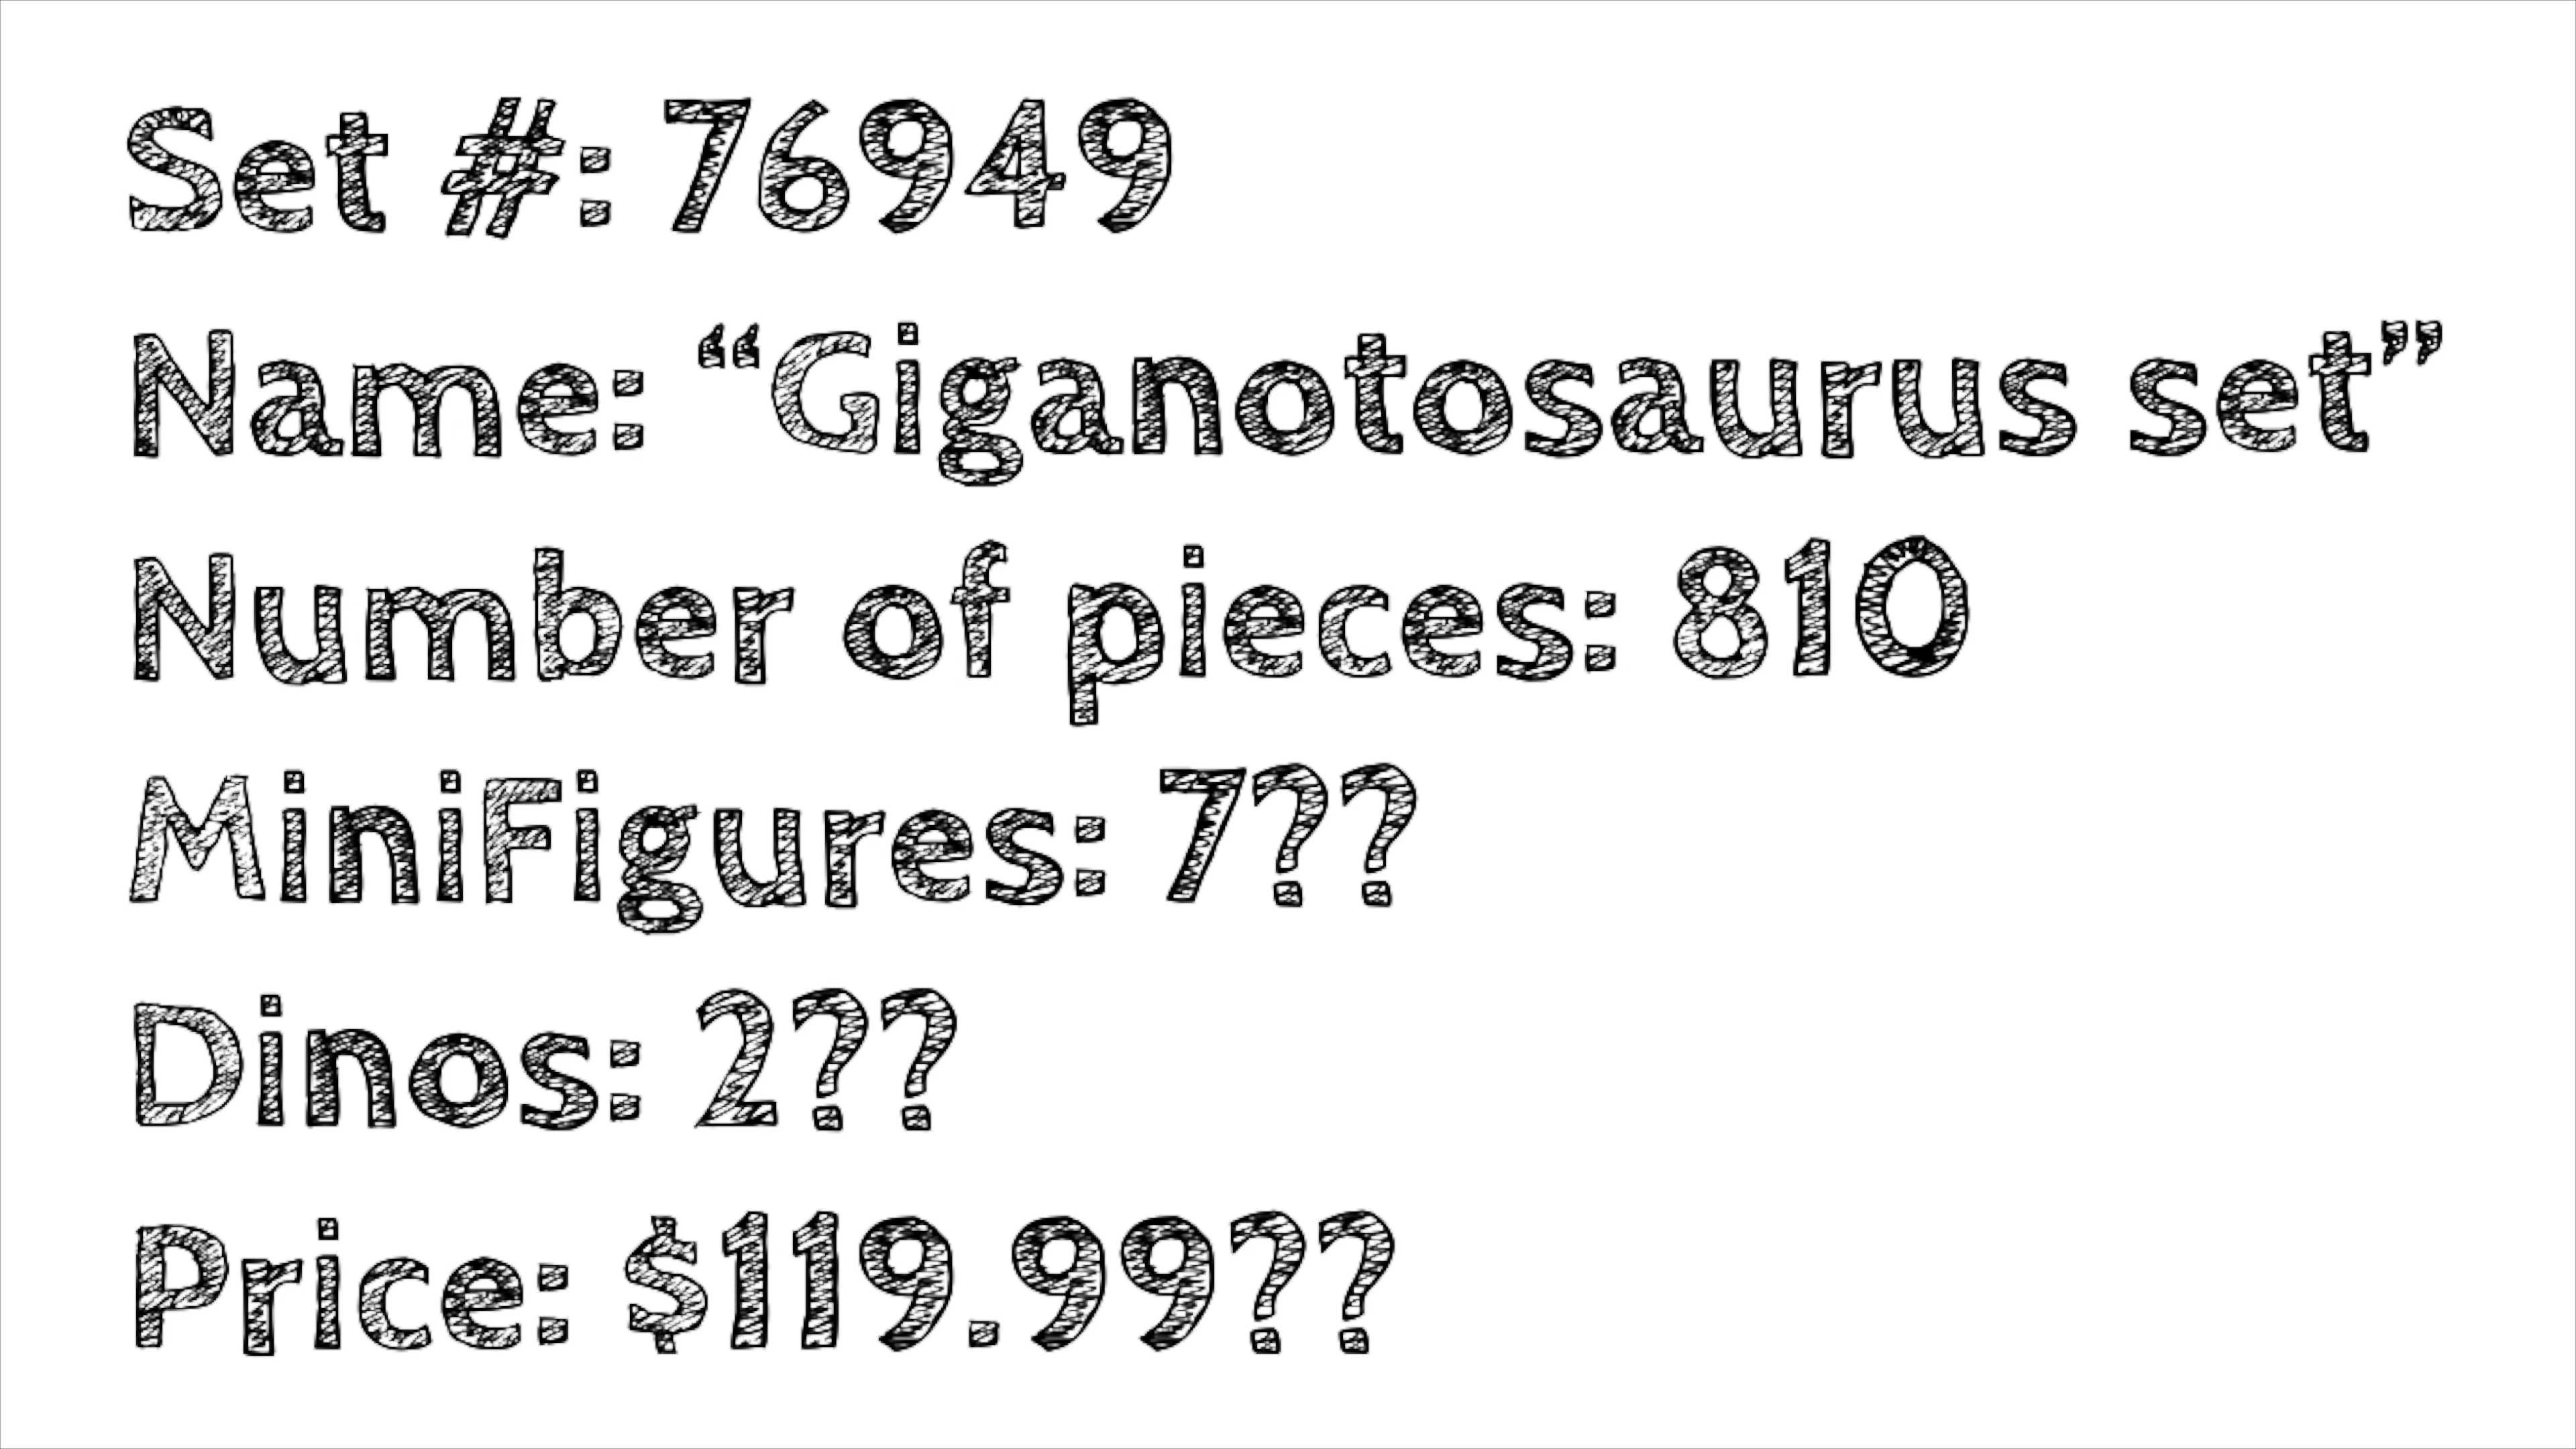 Set #: 76949
Name: “Giganotosaurus set”
Number of pieces: 810
MiniFigures: 7??
Dinos: 2??
Price: $119.99??